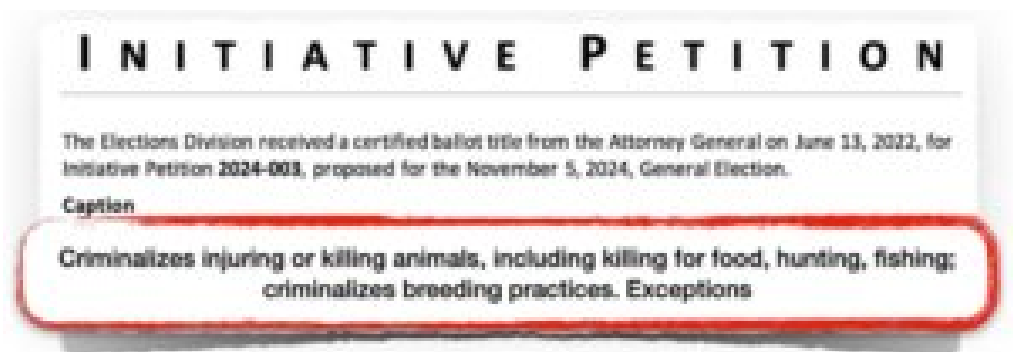 INITIATIVE PETITION
The Elections Division received a certified ballot title from the Attorney General on June 13, 2022, for
Initiative Petition 2024-003, proposed for the November 5, 2024, General Election.
Caption
Criminalizes injuring or killing animals, including killing for food, hunting, fishing;
criminalizes breeding practices. Exceptions